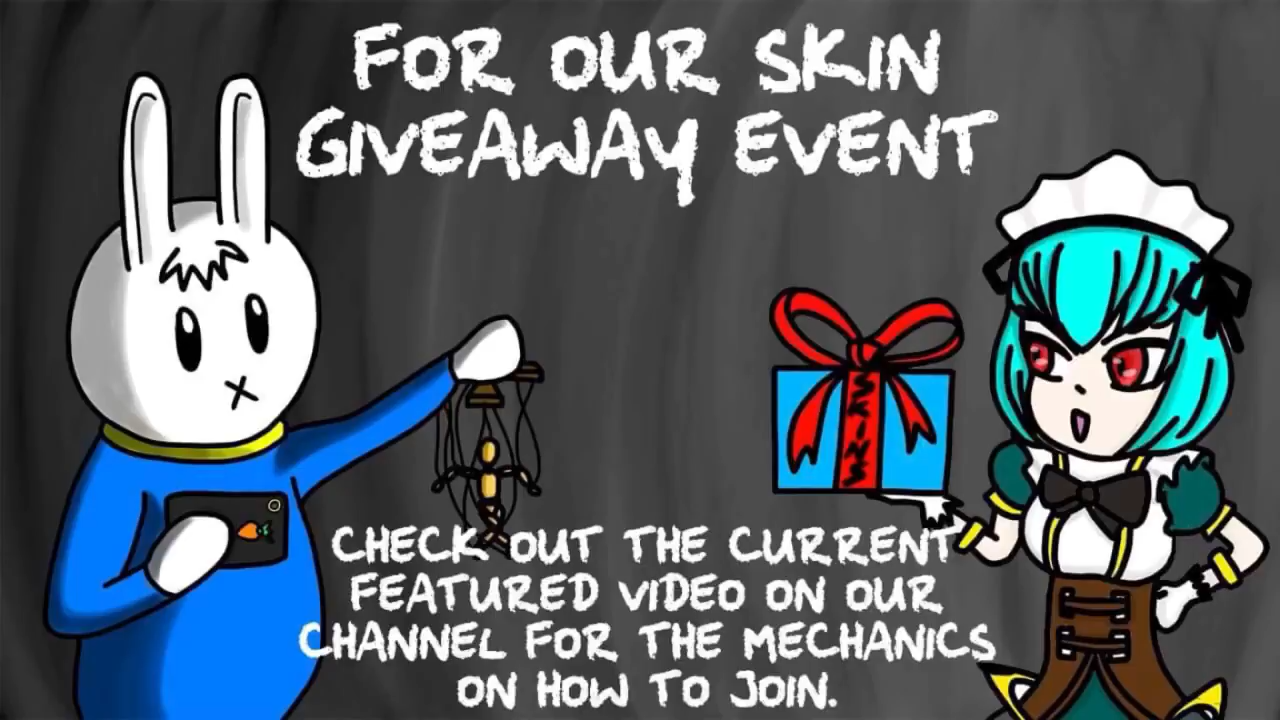 FOR OUR SKIN
GIVEAWAY EVENT
SKINS
CHECK OUT THE CURRENT
FEATURED VIDEO ON OUR
CHANNEL FOR THE MECHANICS
ON HOW TO JOIN.